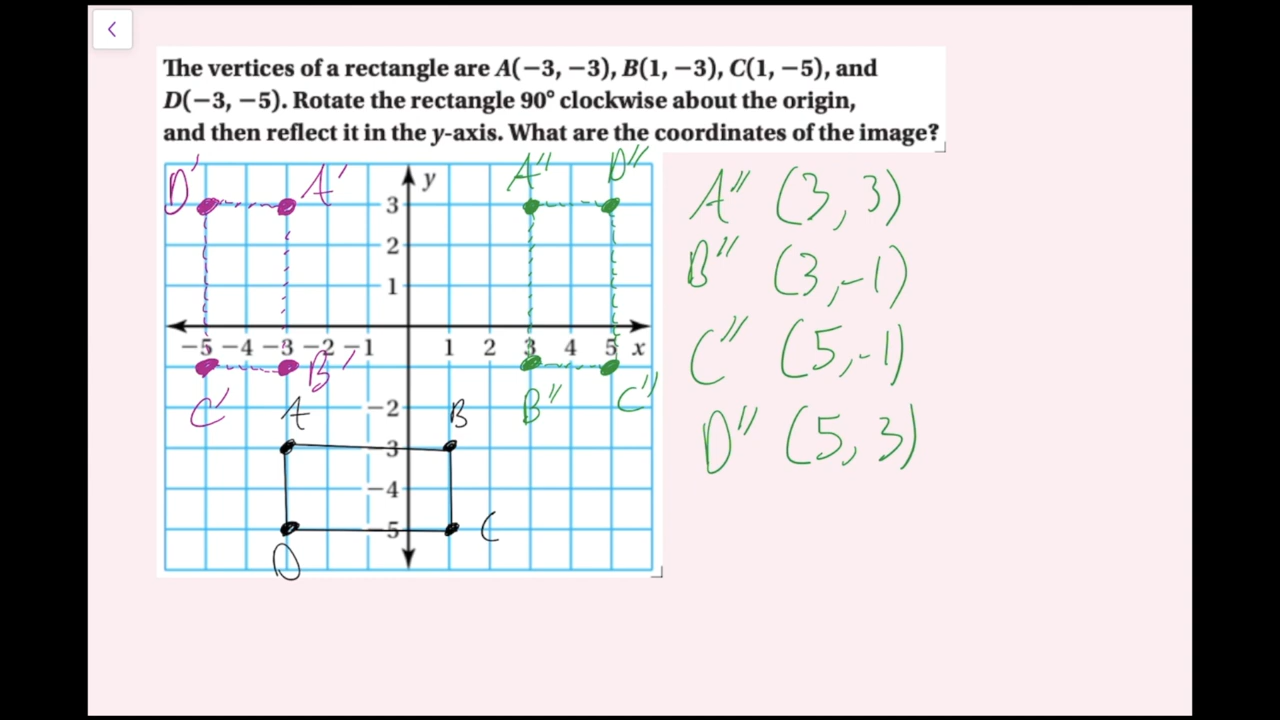 The vertices of a rectangle are A(−3, −3), B(1, −3), C(1, −5), and
D(−3, −5). Rotate the rectangle 90° clockwise about the origin,
and then reflect it in the y-axis. What are the coordinates of the image?
D' A' y A'' D'' A'' (3, 3)
3
2 B'' (3, -1)
1
−5 −4 −3 −2 −1 1 2 3 4 5 x C'' (5, -1)
C' B' B'' C''
A −2 B D'' (5, 3)
−3
−4
−5 C
D